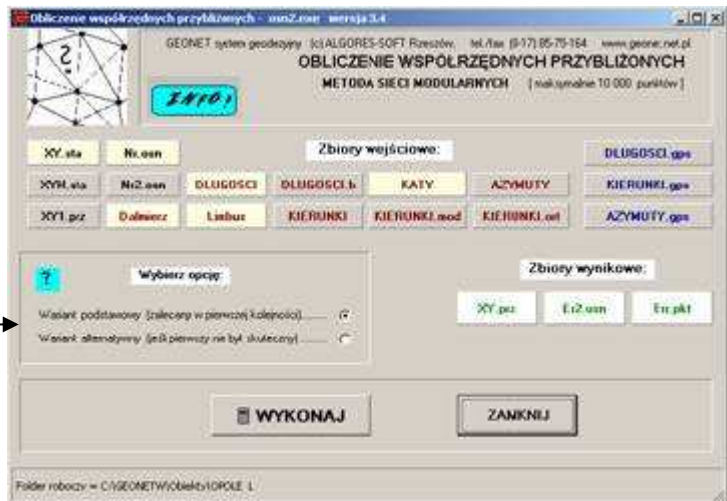 Obliczenie współrzędnych przybliżonych - osn2.exe wersja 3.4
GEONET system geodezyjny (c)ALGORES-SOFT Rzeszów, tel./fax (0-17) 85-75-164 www.geonet.net.pl
OBLICZENIE WSPÓŁRZĘDNYCH PRZYBLIŻONYCH
METODA SIECI MODULARNYCH [maksymalnie 10 000 punktów]
?
INFO!
Zbiory wejściowe:
XY.sta Nr.osn DLUGOSCI.gps
XYH.sta Nr2.osn DLUGOSCI DLUGOSCI.h KATY AZYMUTY KIERUNKI.gps
XY1.prz Dalmierz Limbus KIERUNKI KIERUNKI.mod KIERUNKI.ort AZYMUTY.gps
? Wybierz opcję:
Wariant podstawowy (zalecany w pierwszej kolejności)
Wariant alternatywny (jeśli pierwszy nie był skuteczny)
Zbiory wynikowe:
XY.prz Er2.osn Err.pkt
WYKONAJ ZAMKNIJ
Folder roboczy = C:\GEONETW\Obiekty\OPOLE_1